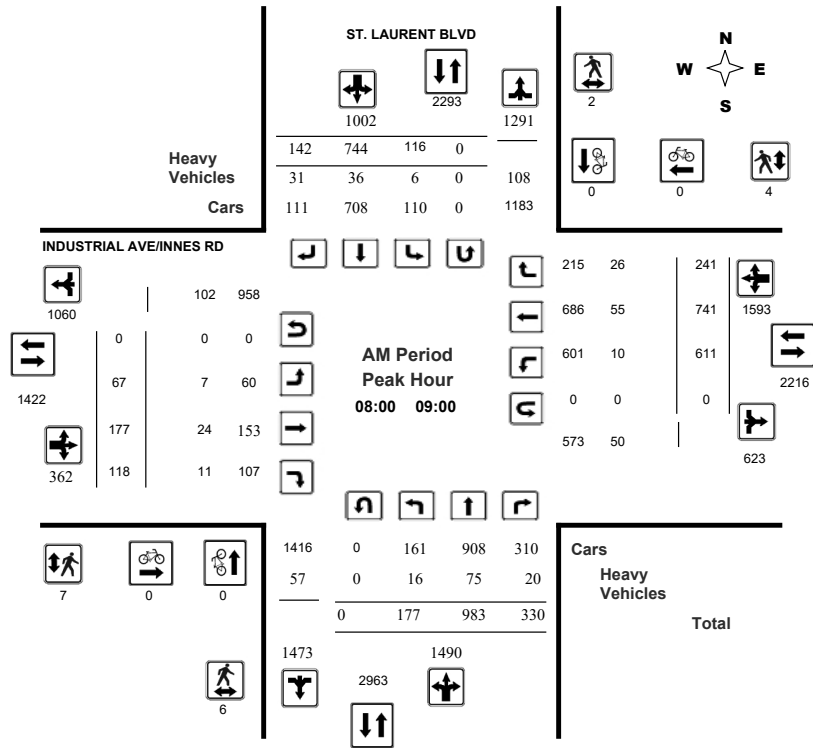 ST. LAURENT BLVD
N
W E
S
2293
2
1002
1291
142 744 116 0
Heavy
Vehicles
31 36 6 0 108
0 0 4
Cars
111 708 110 0 1183
INDUSTRIAL AVE/INNES RD
215 26 241
102 958
1060
686 55 741 1593
0 0 0
AM Period
601 10 611
67 7 60
Peak Hour
2216
1422
08:00 09:00
0 0 0
177 24 153
573 50
623
362
118 11 107
1416 0 161 908 310
Cars
57 0 16 75 20
Heavy
Vehicles
7 0 0
0 177 983 330
Total
1473 1490
2963
6